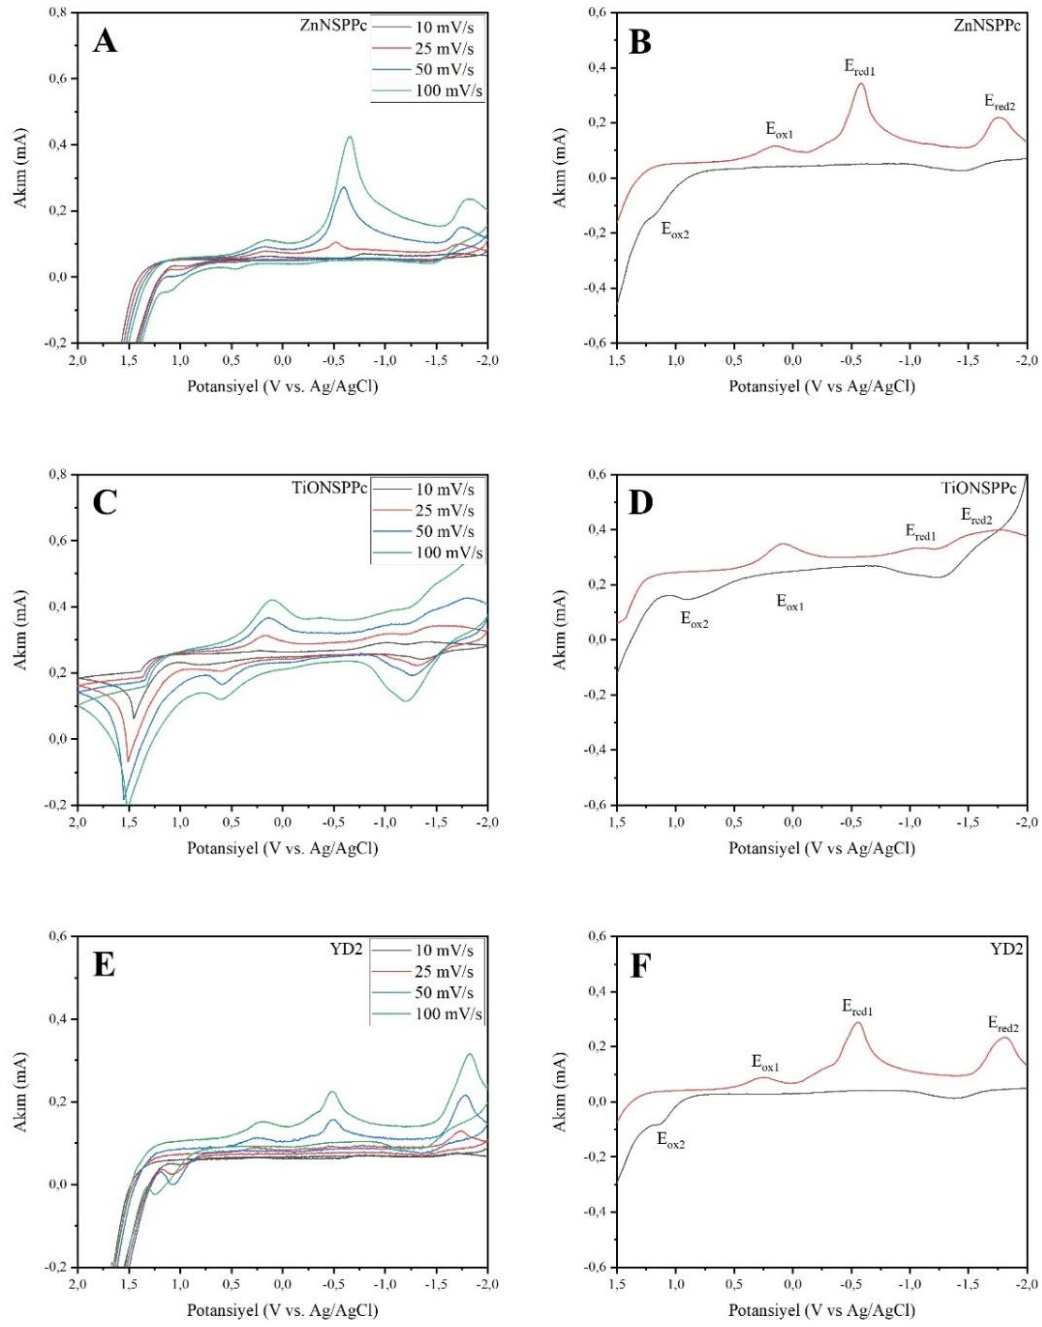 A
ZnNSPPc
10 mV/s
25 mV/s
50 mV/s
100 mV/s
Akım (mA)
0,8
0,6
0,4
0,2
0,0
-0,2
2,0 1,5 1,0 0,5 0,0 -0,5 -1,0 -1,5 -2,0
Potansiyel (V vs. Ag/AgCl)
B
ZnNSPPc
E_red1
E_red2
E_ox1
E_ox2
Akım (mA)
0,6
0,4
0,2
0,0
-0,2
-0,4
-0,6
1,5 1,0 0,5 0,0 -0,5 -1,0 -1,5 -2,0
Potansiyel (V vs Ag/AgCl)
C
TiONSPPc
10 mV/s
25 mV/s
50 mV/s
100 mV/s
Akım (mA)
0,8
0,6
0,4
0,2
0,0
-0,2
2,0 1,5 1,0 0,5 0,0 -0,5 -1,0 -1,5 -2,0
Potansiyel (V vs. Ag/AgCl)
D
TiONSPPc
E_red2
E_red1
E_ox1
E_ox2
Akım (mA)
0,6
0,4
0,2
0,0
-0,2
-0,4
-0,6
1,5 1,0 0,5 0,0 -0,5 -1,0 -1,5 -2,0
Potansiyel (V vs Ag/AgCl)
E
YD2
10 mV/s
25 mV/s
50 mV/s
100 mV/s
Akım (mA)
0,6
0,4
0,2
0,0
-0,2
2,0 1,5 1,0 0,5 0,0 -0,5 -1,0 -1,5 -2,0
Potansiyel (V vs. Ag/AgCl)
F
YD2
E_red1
E_red2
E_ox1
E_ox2
Akım (mA)
0,6
0,4
0,2
0,0
-0,2
-0,4
-0,6
1,5 1,0 0,5 0,0 -0,5 -1,0 -1,5 -2,0
Potansiyel (V vs Ag/AgCl)